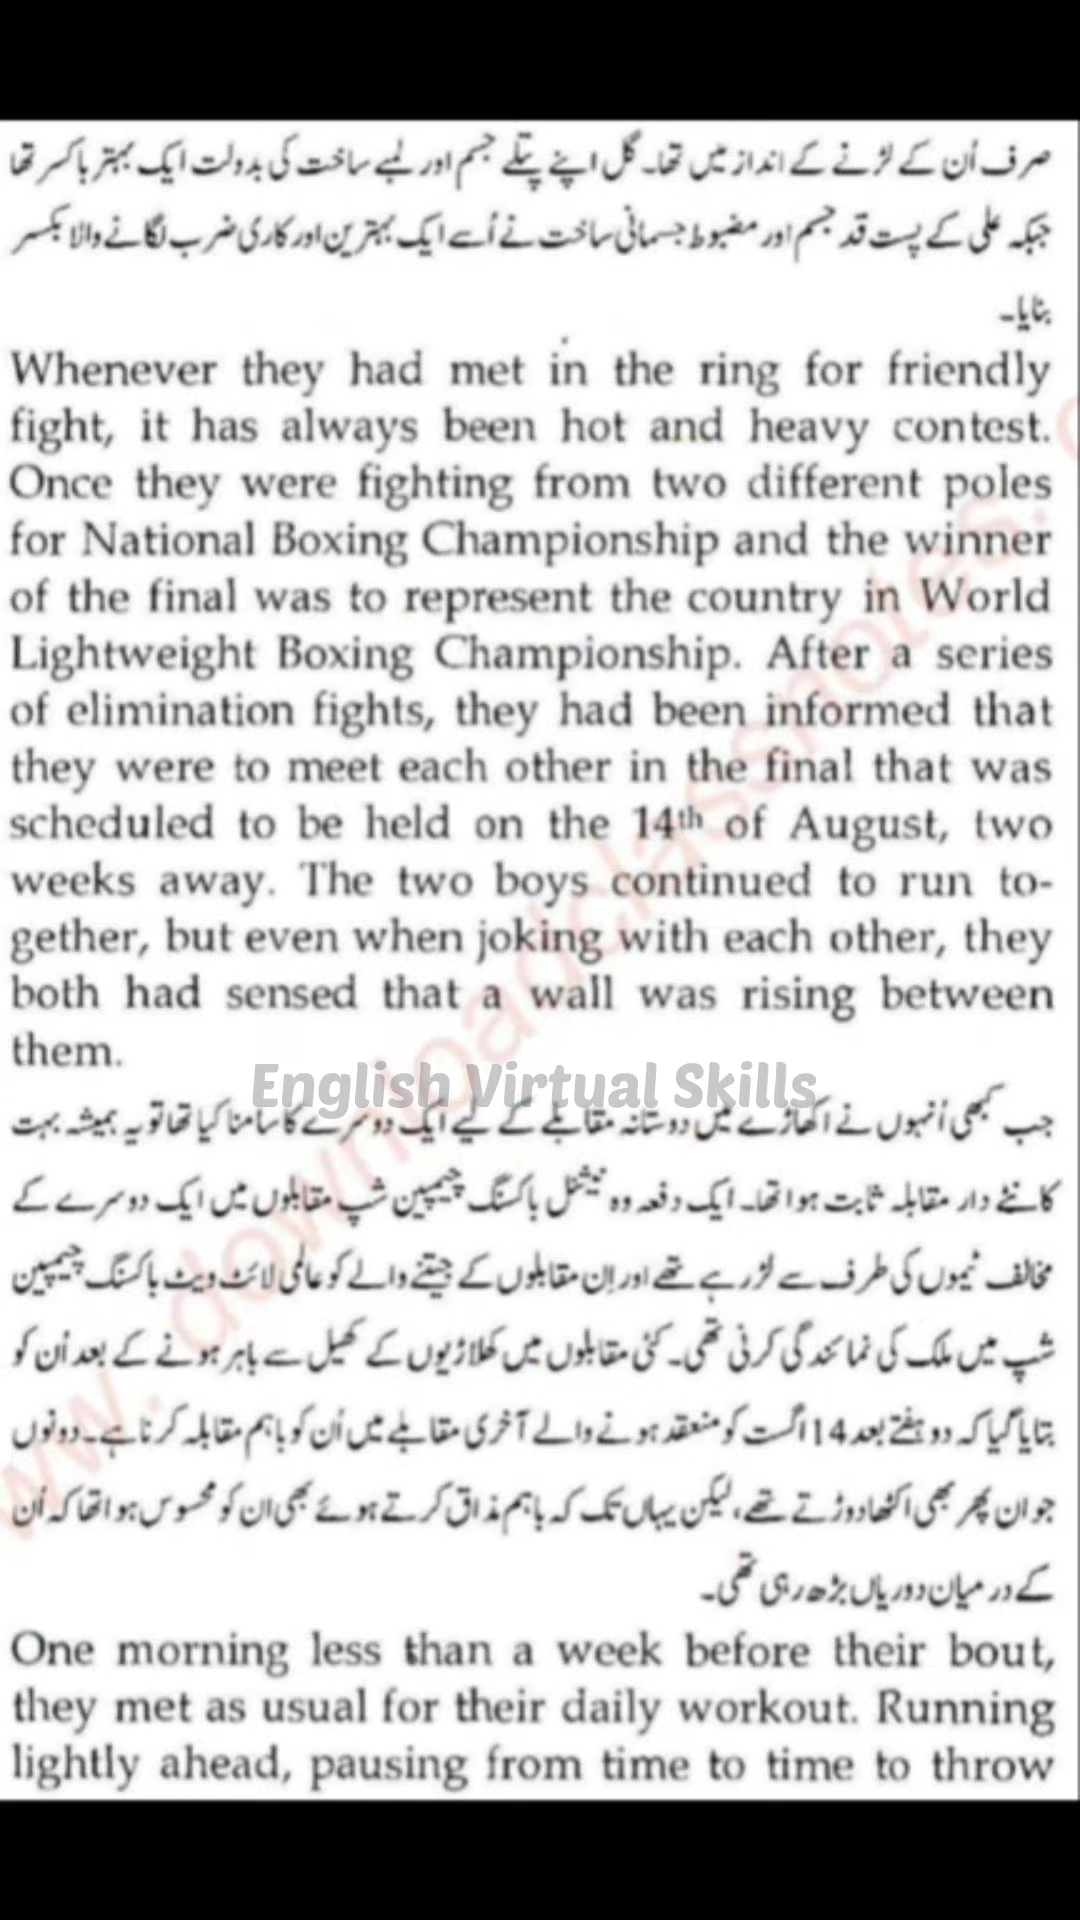 صرف اُن کے لڑنے کے انداز میں تھا۔ گل اپنے پتلے جسم اور لمبے ساخت کی بدولت ایک بہتر باکسر تھا
جبکہ علی کے پست قد جسم اور مضبوط جسمانی ساخت نے اُسے ایک بہترین اور کاری ضرب لگانے والا بکسر
بنایا۔
Whenever they had met in the ring for friendly
fight, it has always been hot and heavy contest.
Once they were fighting from two different poles
for National Boxing Championship and the winner
of the final was to represent the country in World
Lightweight Boxing Championship. After a series
of elimination fights, they had been informed that
they were to meet each other in the final that was
scheduled to be held on the 14th of August, two
weeks away. The two boys continued to run to-
gether, but even when joking with each other, they
both had sensed that a wall was rising between
them.
English Virtual Skills
جب کبھی اُنہوں نے اکھاڑے میں دوستانہ مقابلے کے لیے ایک دوسرے کا سامنا کیا تھا تو یہ ہمیشہ بہت
کانٹے دار مقابلہ ثابت ہوا تھا۔ ایک دفعہ وہ نیشنل باکسنگ چیمپین شپ مقابلوں میں ایک دوسرے کے
مخالف ٹیموں کی طرف سے لڑ رہے تھے اور اِن مقابلوں کے جیتنے والے کو عالمی لائٹ ویٹ باکسنگ چیمپین
شپ میں ملک کی نمائندگی کرنی تھی۔ کئی مقابلوں میں کھلاڑیوں کے کھیل سے باہر ہونے کے بعد اُن کو
بتایا گیا کہ دو ہفتے بعد 14 اگست کو منعقد ہونے والے آخری مقابلے میں اُن کو باہم مقابلہ کرنا ہے۔ دونوں
جوان پھر بھی اکٹھا دوڑتے تھے، لیکن یہاں تک کہ باہم مذاق کرتے ہوئے بھی ان کو محسوس ہوا تھا کہ اُن
کے درمیان دوریاں بڑھ رہی تھی۔
One morning less than a week before their bout,
they met as usual for their daily workout. Running
lightly ahead, pausing from time to time to throw
www.downloadclassnotes.